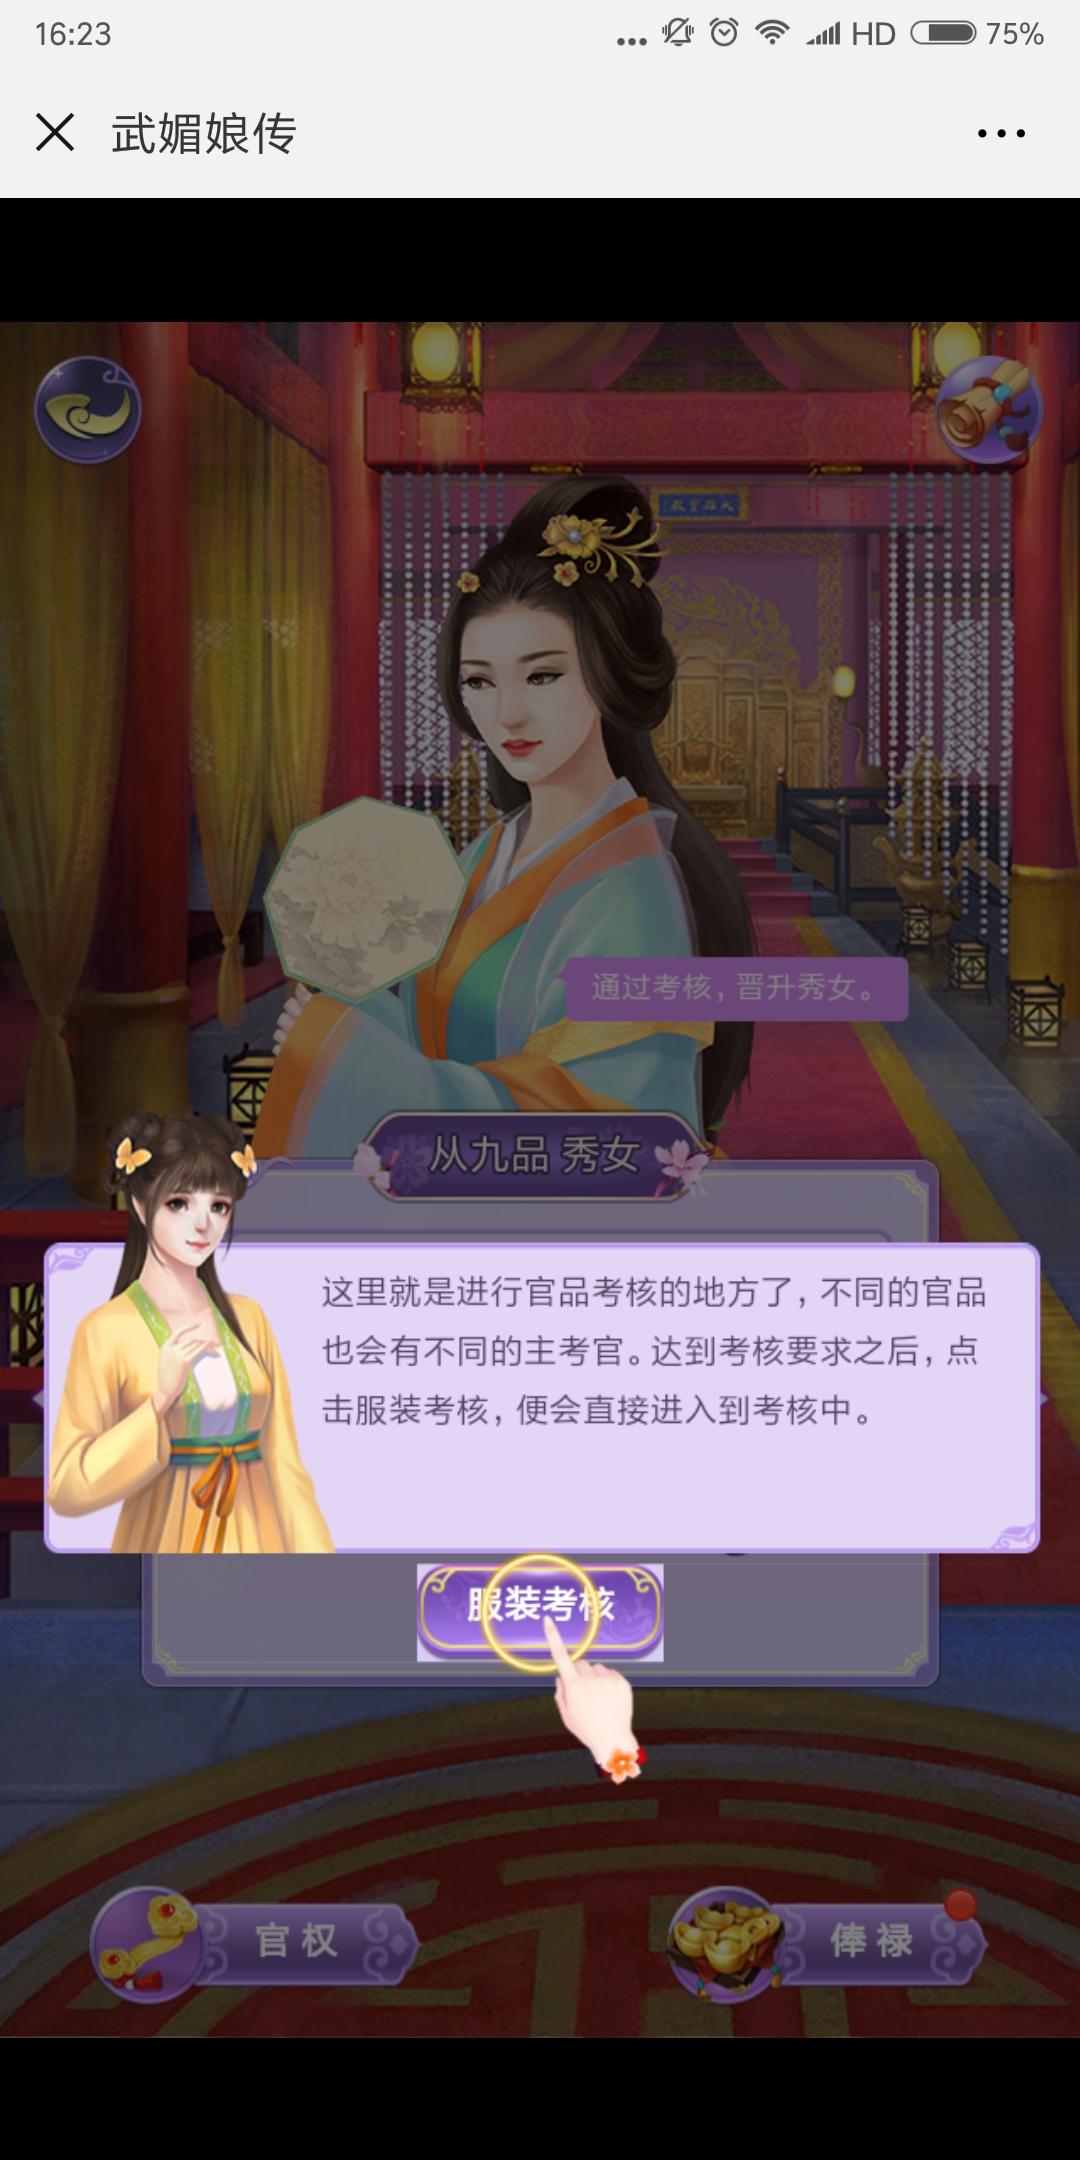 16:23
HD
75%
武媚娘传
通过考核，晋升秀女。
从九品 秀女
这里就是进行官品考核的地方了，不同的官品
也会有不同的主考官。达到考核要求之后，点
击服装考核，便会直接进入到考核中。
服装考核
官权
俸禄